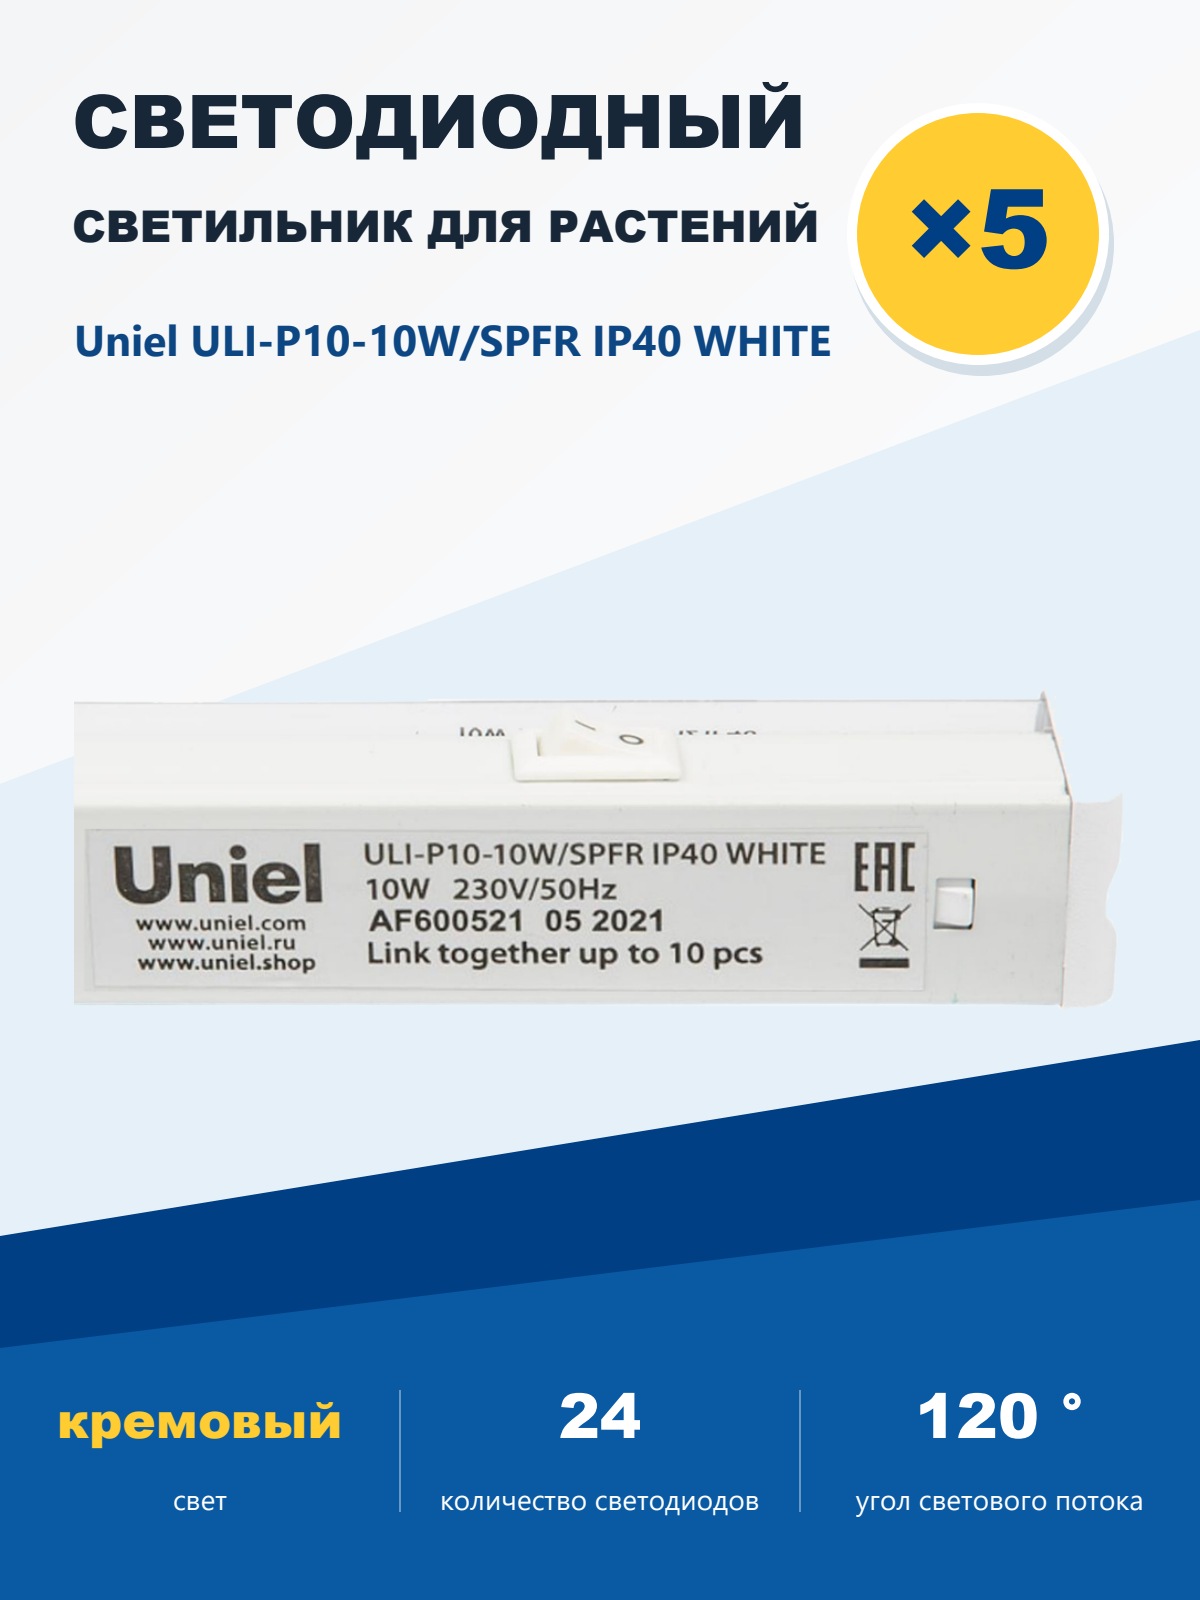 СВЕТОДИОДНЫЙ
СВЕТИЛЬНИК ДЛЯ РАСТЕНИЙ
×5
Uniel ULI-P10-10W/SPFR IP40 WHITE
Uniel
www.uniel.com
www.uniel.ru
www.uniel.shop
ULI-P10-10W/SPFR IP40 WHITE
10W 230V/50Hz
AF600521 05 2021
Link together up to 10 pcs
EAC
кремовый
свет
24
количество светодиодов
120 °
угол светового потока